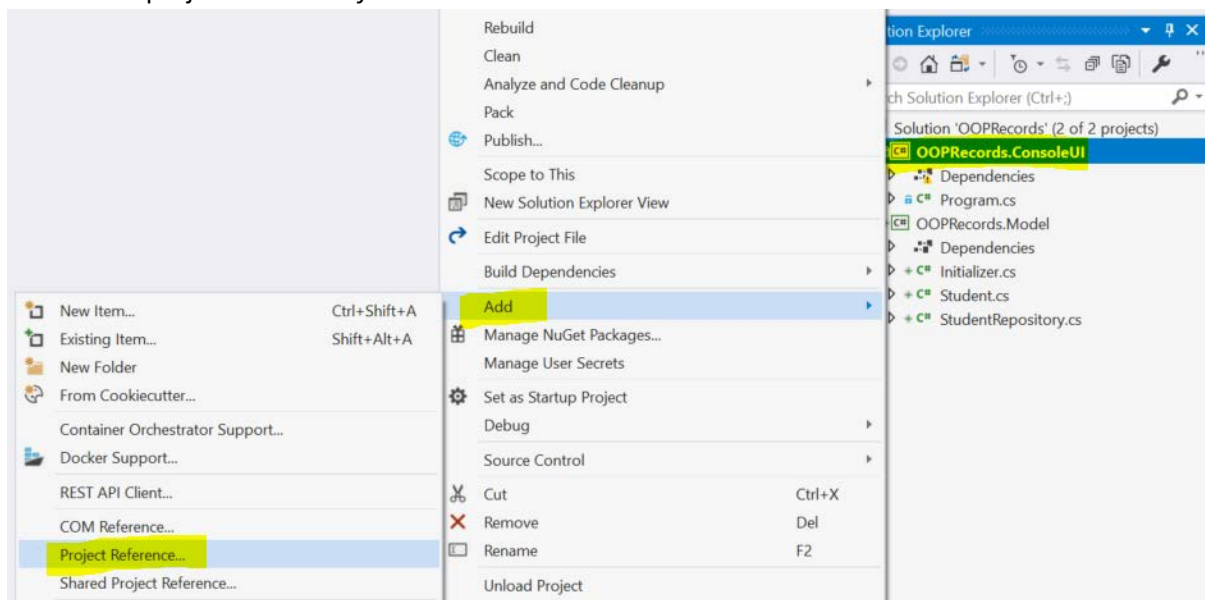 Rebuild
Clean
Analyze and Code Cleanup
Pack
Publish...
Scope to This
New Solution Explorer View
Edit Project File
Build Dependencies
Add
Manage NuGet Packages...
Manage User Secrets
Set as Startup Project
Debug
Source Control
Cut Ctrl+X
Remove Del
Rename F2
Unload Project
New Item... Ctrl+Shift+A
Existing Item... Shift+Alt+A
New Folder
From Cookiecutter...
Container Orchestrator Support...
Docker Support...
REST API Client...
COM Reference...
Project Reference...
Shared Project Reference...
tion Explorer
ch Solution Explorer (Ctrl+;)
Solution 'OOPRecords' (2 of 2 projects)
C# OOPRecords.ConsoleUI
Dependencies
C# Program.cs
C# OOPRecords.Model
Dependencies
+ C# Initializer.cs
+ C# Student.cs
+ C# StudentRepository.cs